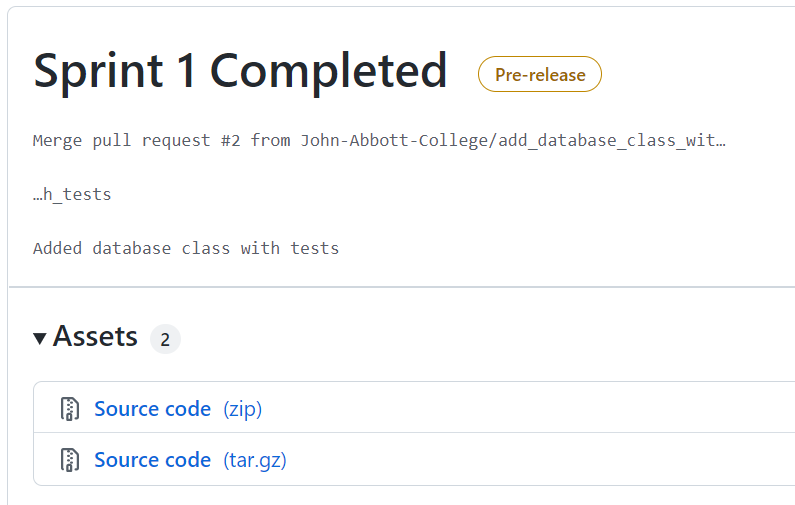 Sprint 1 Completed Pre-release
Merge pull request #2 from John-Abbott-College/add_database_class_wit…
…h_tests
Added database class with tests
Assets 2
Source code (zip)
Source code (tar.gz)